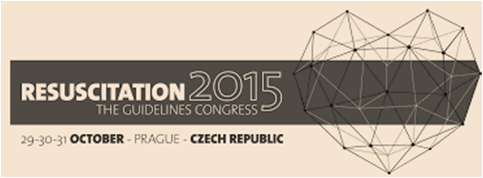 RESUSCITATION 2015
THE GUIDELINES CONGRESS
29-30-31 OCTOBER - PRAGUE - CZECH REPUBLIC